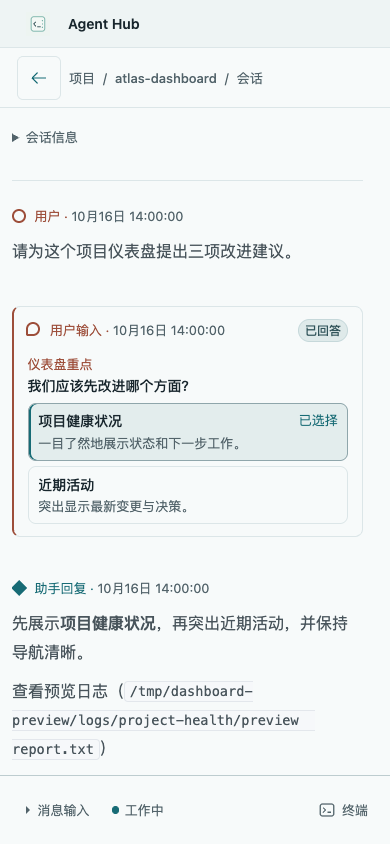 Agent Hub
项目 / atlas-dashboard / 会话
会话信息
用户 · 10月16日 14:00:00
请为这个项目仪表盘提出三项改进建议。
用户输入 · 10月16日 14:00:00 已回答
仪表盘重点
我们应该先改进哪个方面?
项目健康状况 已选择
一目了然地展示状态和下一步工作。
近期活动
突出显示最新变更与决策。
助手回复 · 10月16日 14:00:00
先展示项目健康状况，再突出近期活动，并保持
导航清晰。
查看预览日志（/tmp/dashboard-
preview/logs/project-health/preview
report.txt）
消息输入 工作中 终端